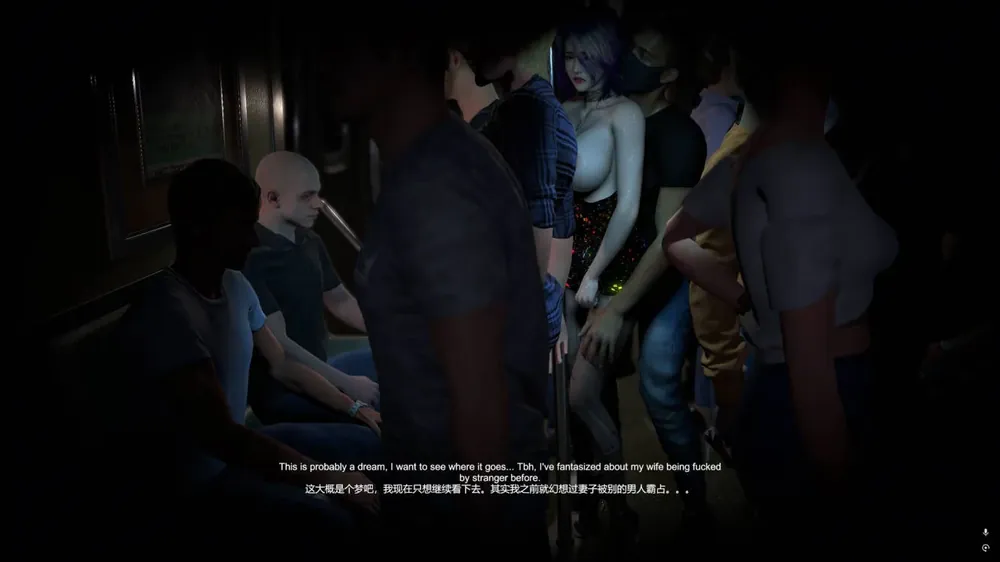 This is probably a dream, I want to see where it goes... Tbh, I've fantasized about my wife being fucked
by stranger before.
这大概是个梦吧，我现在只想继续看下去。其实我之前就幻想过妻子被别的男人霸占。。。